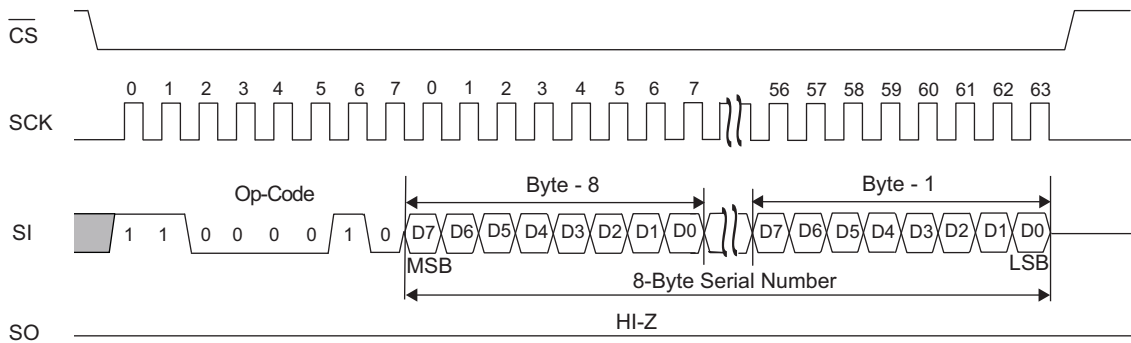 CS
0 1 2 3 4 5 6 7 0 1 2 3 4 5 6 7 56 57 58 59 60 61 62 63
SCK
Op-Code Byte - 8 Byte - 1
SI 1 1 0 0 0 0 1 0 D7 D6 D5 D4 D3 D2 D1 D0 D7 D6 D5 D4 D3 D2 D1 D0
MSB LSB
8-Byte Serial Number
HI-Z
SO